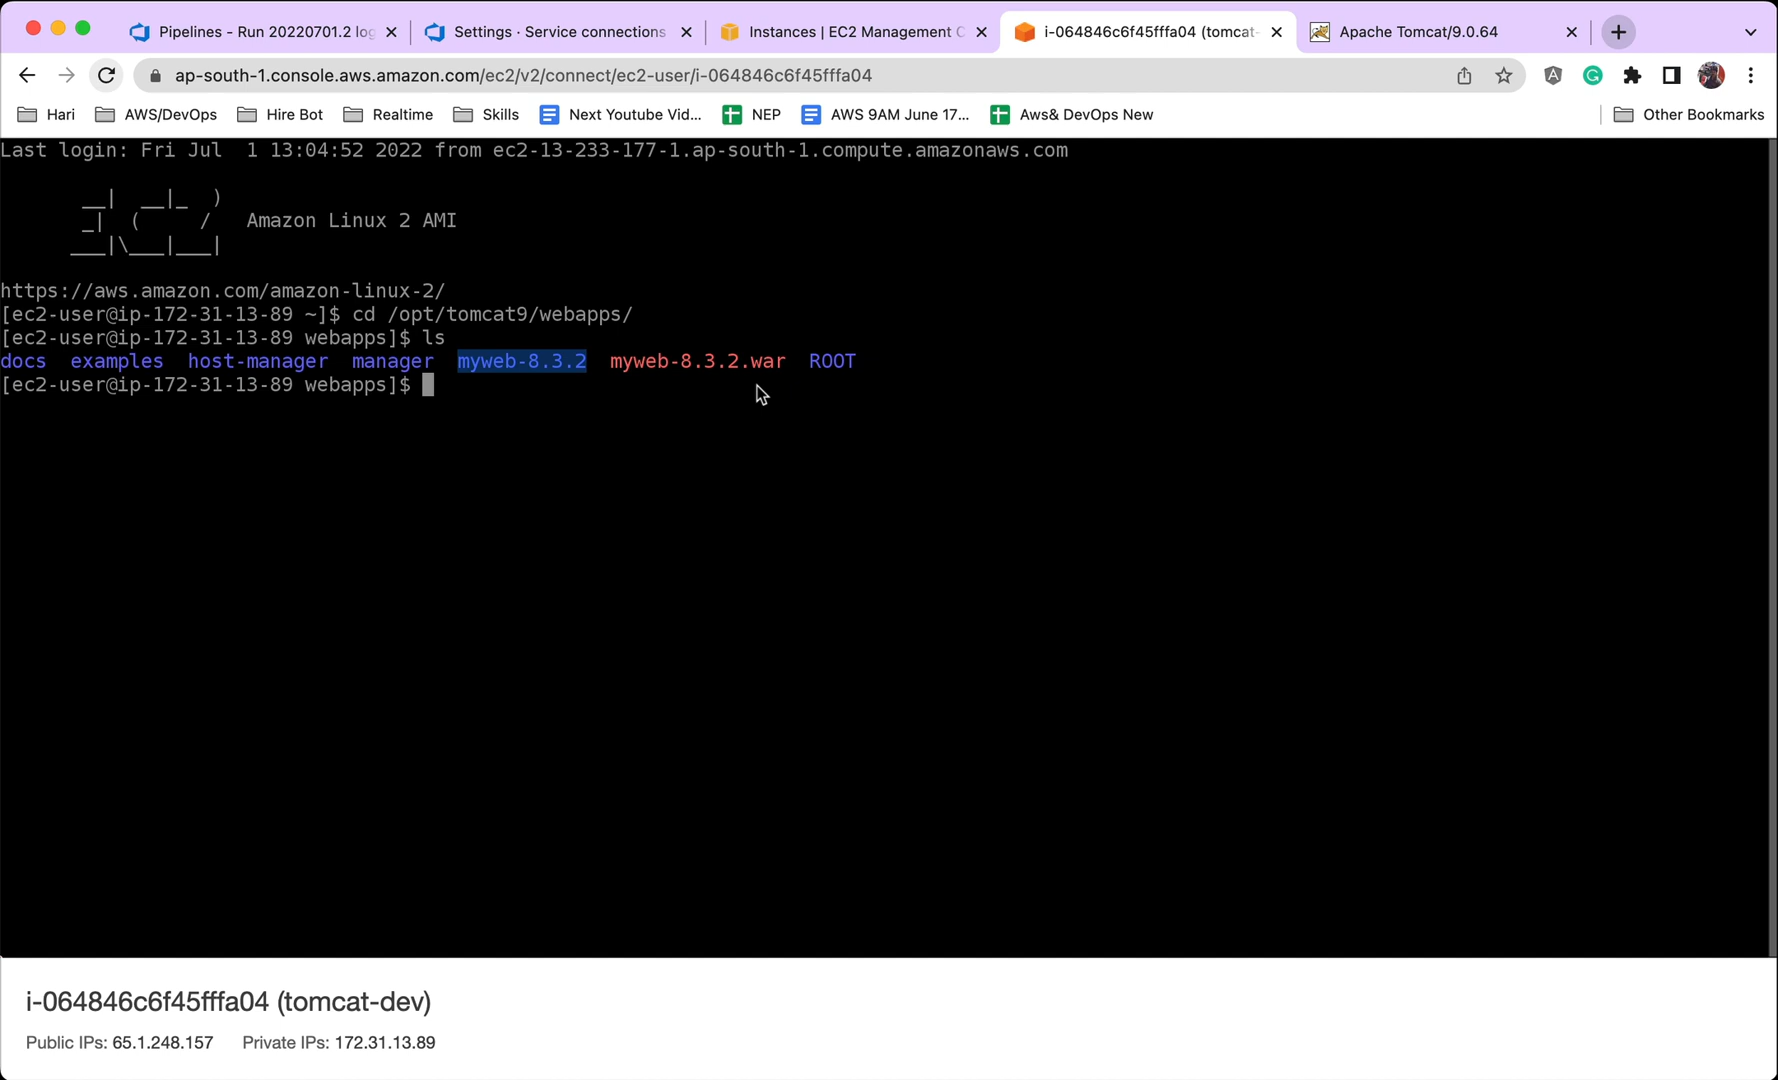 Pipelines - Run 20220701.2 log
Settings · Service connections
Instances | EC2 Management C
i-064846c6f45fffa04 (tomcat-
Apache Tomcat/9.0.64
ap-south-1.console.aws.amazon.com/ec2/v2/connect/ec2-user/i-064846c6f45fffa04
Hari AWS/DevOps Hire Bot Realtime Skills Next Youtube Vid... NEP AWS 9AM June 17... Aws& DevOps New Other Bookmarks
Last login: Fri Jul  1 13:04:52 2022 from ec2-13-233-177-1.ap-south-1.compute.amazonaws.com
       __|  __|_  )
       _|  (     /   Amazon Linux 2 AMI
      ___|\___|___|
https://aws.amazon.com/amazon-linux-2/
[ec2-user@ip-172-31-13-89 ~]$ cd /opt/tomcat9/webapps/
[ec2-user@ip-172-31-13-89 webapps]$ ls
docs  examples  host-manager  manager  myweb-8.3.2  myweb-8.3.2.war  ROOT
[ec2-user@ip-172-31-13-89 webapps]$
i-064846c6f45fffa04 (tomcat-dev)
Public IPs: 65.1.248.157 Private IPs: 172.31.13.89